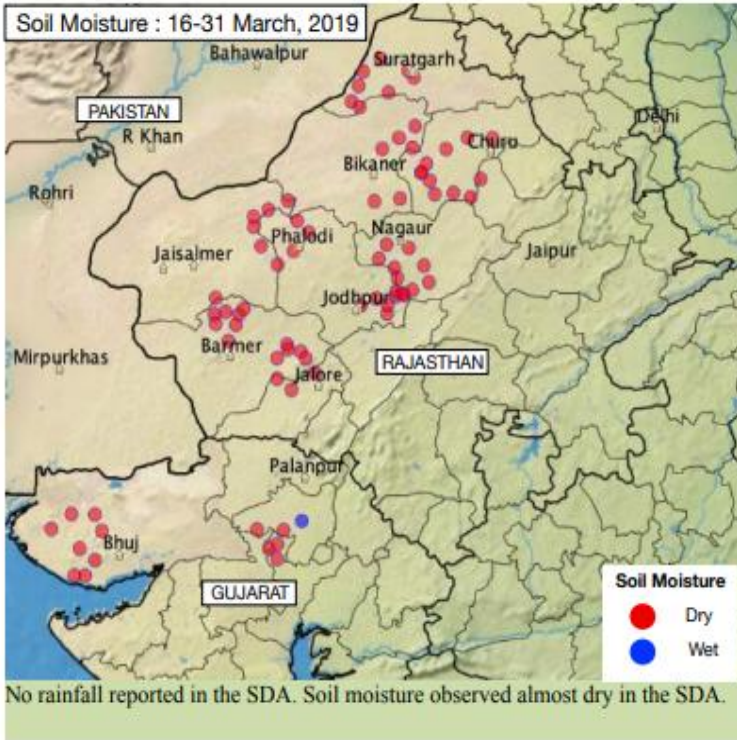 Soil Moisture : 16-31 March, 2019
Suratgarh
Bahawalpur
PAKISTAN
R Khan
Delhi
Churo
Bikaner
Rohri
Nagaur
Phalodi
Jaisalmer
Jaipur
Jodhpur
Barmer
Mirpurkhas
RAJASTHAN
Jalore
Palanpur
Bhuj
GUJARAT
Soil Moisture
Dry
Wet
No rainfall reported in the SDA. Soil moisture observed almost dry in the SDA.